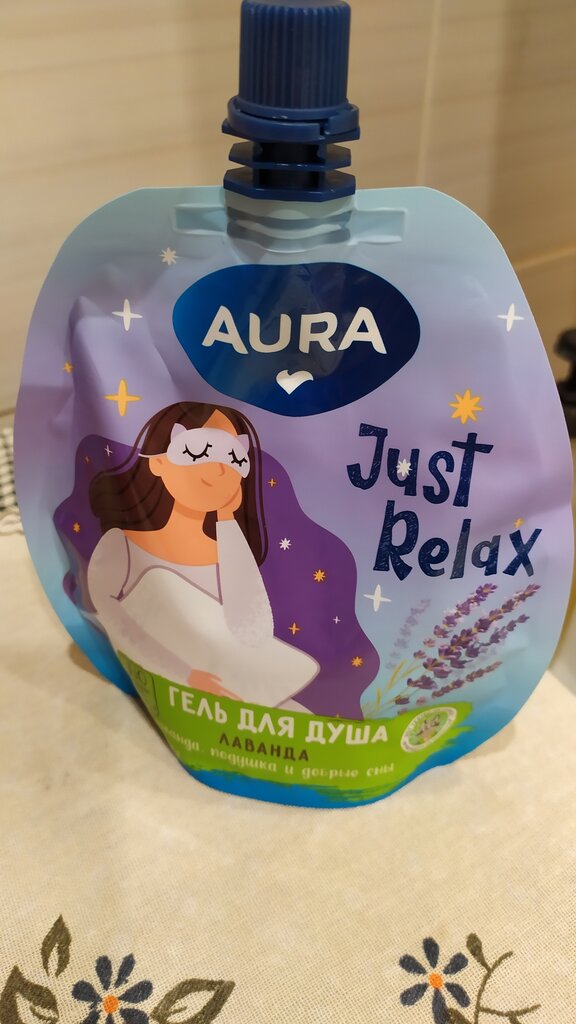 AURA
Just
Relax
ГЕЛЬ ДЛЯ ДУША
ЛАВАНДА
подушка и добрые сны